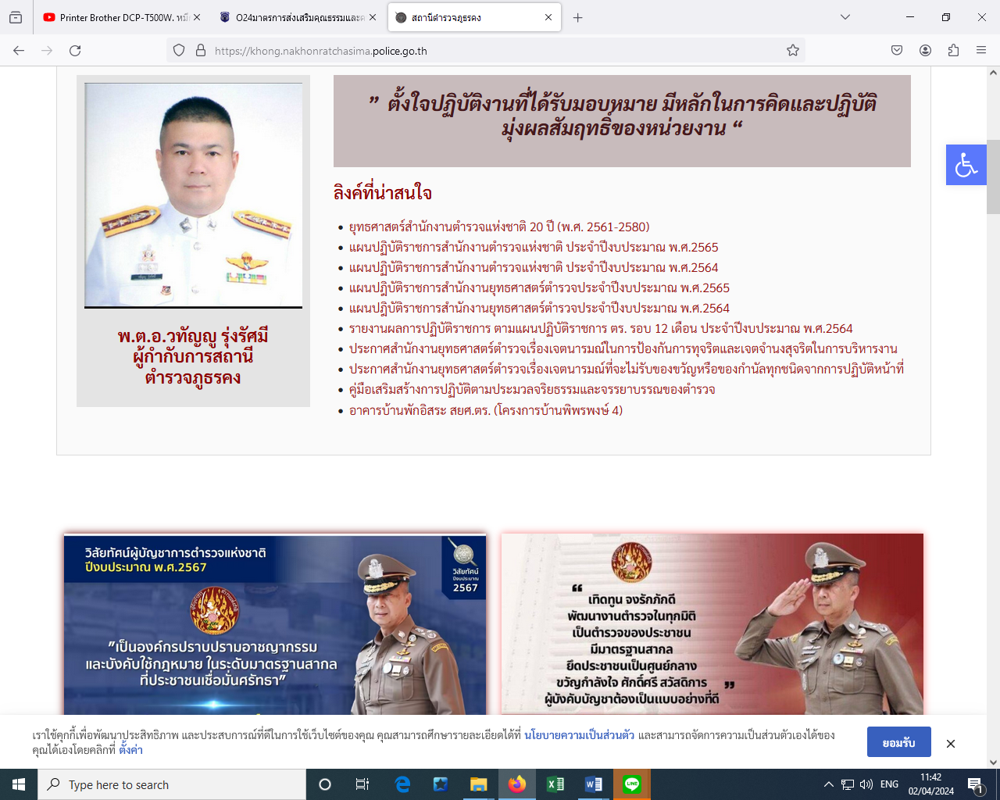 Printer Brother DCP-T500W. หมึ
O24มาตรการส่งเสริมคุณธรรมและค
สถานีตำรวจภูธรคง
https://khong.nakhonratchasima.police.go.th
” ตั้งใจปฏิบัติงานที่ได้รับมอบหมาย มีหลักในการคิดและปฏิบัติ
มุ่งผลสัมฤทธิ์ของหน่วยงาน “
ลิงค์ที่น่าสนใจ
ยุทธศาสตร์สำนักงานตำรวจแห่งชาติ 20 ปี (พ.ศ. 2561-2580)
แผนปฏิบัติราชการสำนักงานตำรวจแห่งชาติ ประจำปีงบประมาณ พ.ศ.2565
แผนปฏิบัติราชการสำนักงานตำรวจแห่งชาติ ประจำปีงบประมาณ พ.ศ.2564
แผนปฎิบัติราชการสำนักงานยุทธศาสตร์ตำรวจประจำปีงบประมาณ พ.ศ.2565
แผนปฎิบัติราชการสำนักงานยุทธศาสตร์ตำรวจประจำปีงบประมาณ พ.ศ.2564
รายงานผลการปฏิบัติราชการ ตามแผนปฏิบัติราชการ ตร. รอบ 12 เดือน ประจำปีงบประมาณ พ.ศ.2564
ประกาศสำนักงานยุทธศาสตร์ตำรวจเรื่องเจตนารมณ์ในการป้องกันการทุจริตและเจตจำนงสุจริตในการบริหารงาน
ประกาศสำนักงานยุทธศาสตร์ตำรวจเรื่องเจตนารมณ์ที่จะไม่รับของขวัญหรือของกำนัลทุกชนิดจากการปฏิบัติหน้าที่
คู่มือเสริมสร้างการปฏิบัติตามประมวลจริยธรรมและจรรยาบรรณของตำรวจ
อาคารบ้านพักอิสระ สยศ.ตร. (โครงการบ้านพิพรพงษ์ 4)
พ.ต.อ.วทัญญู รุ่งรัศมี
ผู้กำกับการสถานี
ตำรวจภูธรคง
วิสัยทัศน์ผู้บัญชาการตำรวจแห่งชาติ
ปีงบประมาณ พ.ศ.2567
วิสัยทัศน์
ปีงบประมาณ
2567
"เป็นองค์กรปราบปรามอาชญากรรม
และบังคับใช้กฎหมาย ในระดับมาตรฐานสากล
ที่ประชาชนเชื่อมั่นศรัทธา”
“
เทิดทูน จงรักภักดี
พัฒนางานตำรวจในทุกมิติ
เป็นตำรวจของประชาชน
มีมาตรฐานสากล
ยึดประชาชนเป็นศูนย์กลาง
ขวัญกำลังใจ ศักดิ์ศรี สวัสดิการ
ผู้บังคับบัญชาต้องเป็นแบบอย่างที่ดี ”
เราใช้คุกกี้เพื่อพัฒนาประสิทธิภาพ และประสบการณ์ที่ดีในการใช้เว็บไซต์ของคุณ คุณสามารถศึกษารายละเอียดได้ที่ นโยบายความเป็นส่วนตัว และสามารถจัดการความเป็นส่วนตัวเองได้ของ
คุณได้เองโดยคลิกที่ ตั้งค่า
ยอมรับ
Type here to search
LINE
ENG
11:42
02/04/2024
1